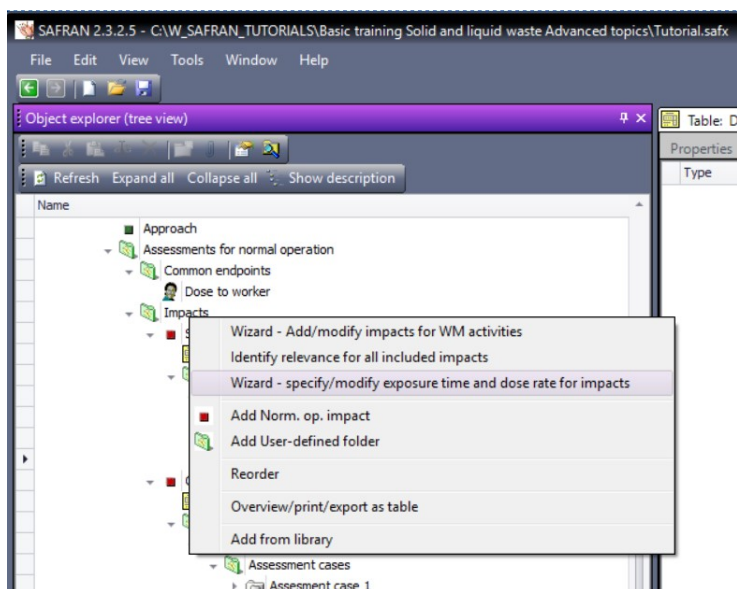 SAFRAN 2.3.2.5 - C:\W_SAFRAN_TUTORIALS\Basic training Solid and liquid waste Advanced topics\Tutorial.safx
File Edit View Tools Window Help
Object explorer (tree view)
Table: D
Properties
Refresh Expand all Collapse all Show description
Type
Name
Approach
Assessments for normal operation
Common endpoints
Dose to worker
Impacts
Wizard - Add/modify impacts for WM activities
Identify relevance for all included impacts
Wizard - specify/modify exposure time and dose rate for impacts
Add Norm. op. impact
Add User-defined folder
Reorder
Overview/print/export as table
Add from library
Assessment cases
Assesment case 1